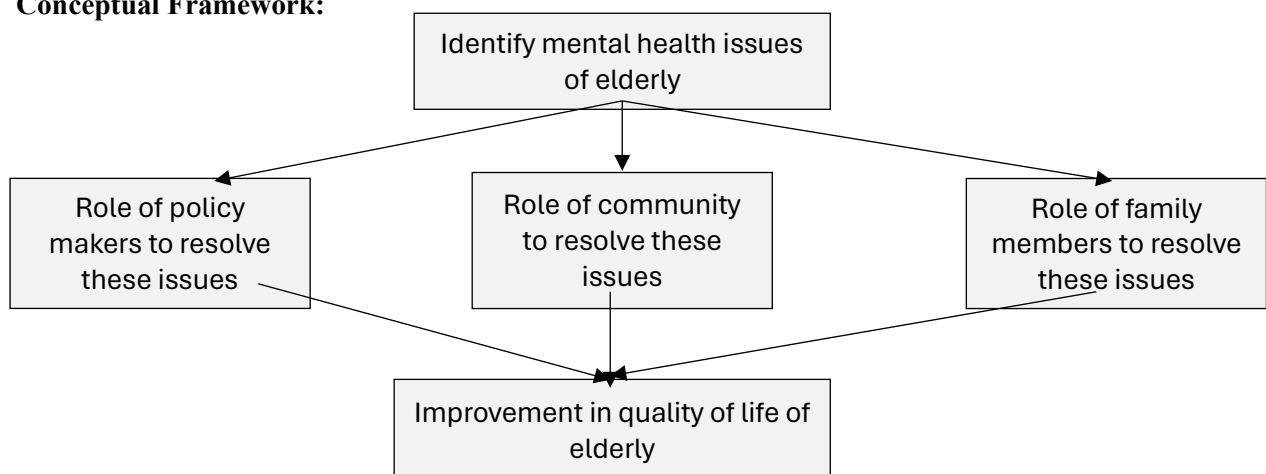 Conceptual Framework:
Identify mental health issues
of elderly
Role of policy
makers to resolve
these issues
Role of community
to resolve these
issues
Role of family
members to resolve
these issues
Improvement in quality of life of
elderly